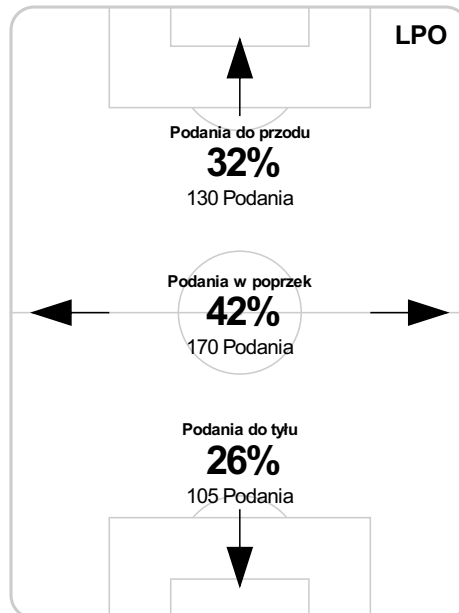 LPO
Podania do przodu
32%
130 Podania
Podania w poprzek
42%
170 Podania
Podania do tyłu
26%
105 Podania